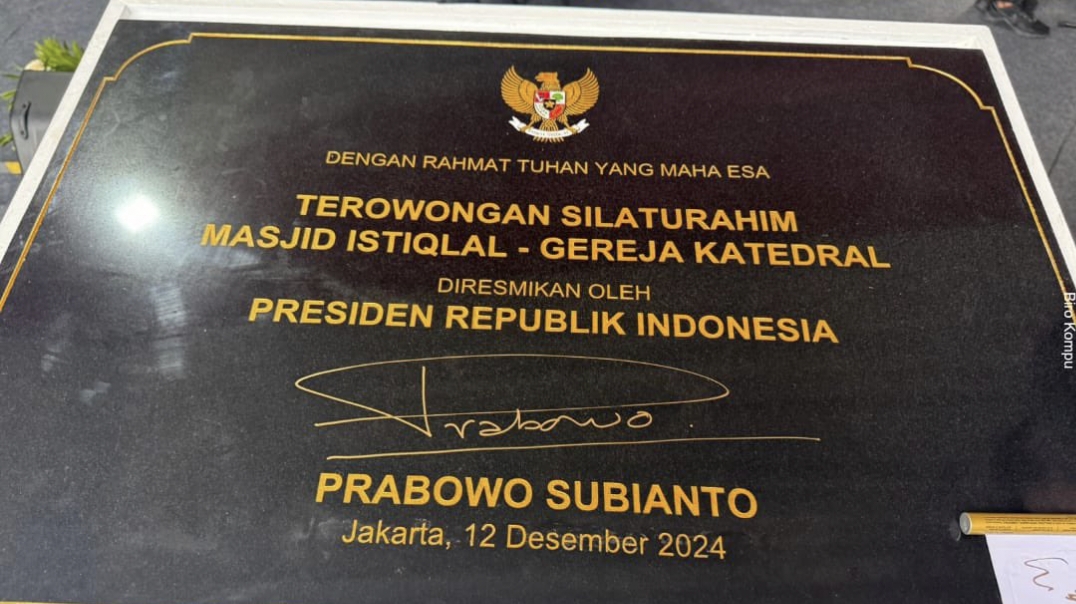 DENGAN RAHMAT TUHAN YANG MAHA ESA
TEROWONGAN SILATURAHIM
MASJID ISTIQLAL - GEREJA KATEDRAL
DIRESMIKAN OLEH
PRESIDEN REPUBLIK INDONESIA
Prabowo.
PRABOWO SUBIANTO
Jakarta, 12 Desember 2024
Biro Kompu